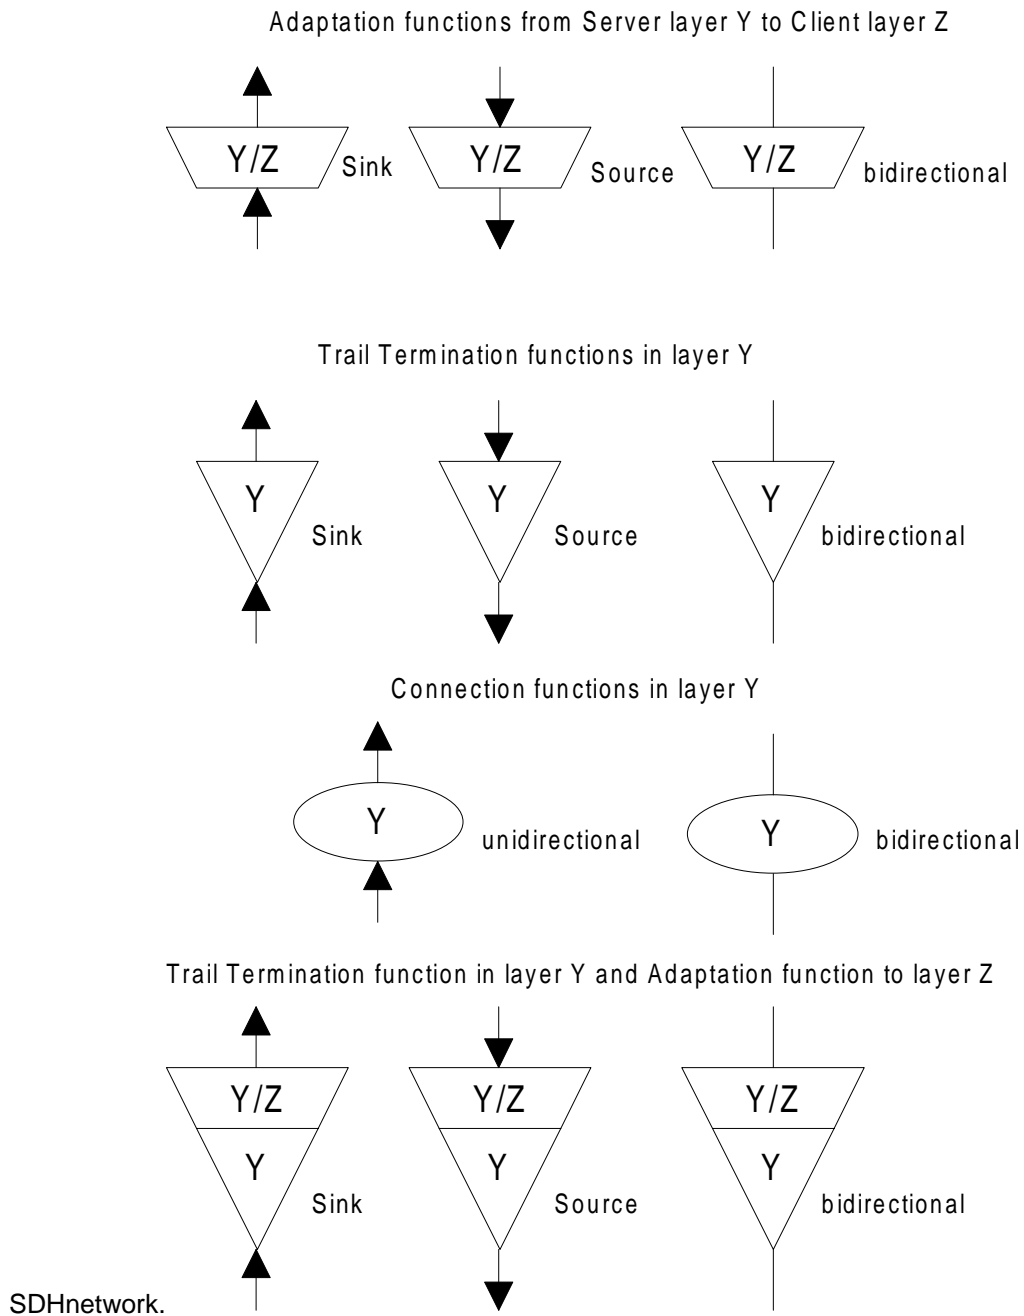 Adaptation functions from Server layer Y to Client layer Z
Y/Z Sink Y/Z Source Y/Z bidirectional
Trail Termination functions in layer Y
Y Sink Y Source Y bidirectional
Connection functions in layer Y
Y unidirectional Y bidirectional
Trail Termination function in layer Y and Adaptation function to layer Z
Y/Z Y/Z Y/Z
Y Sink Y Source Y bidirectional
SDHnetwork.